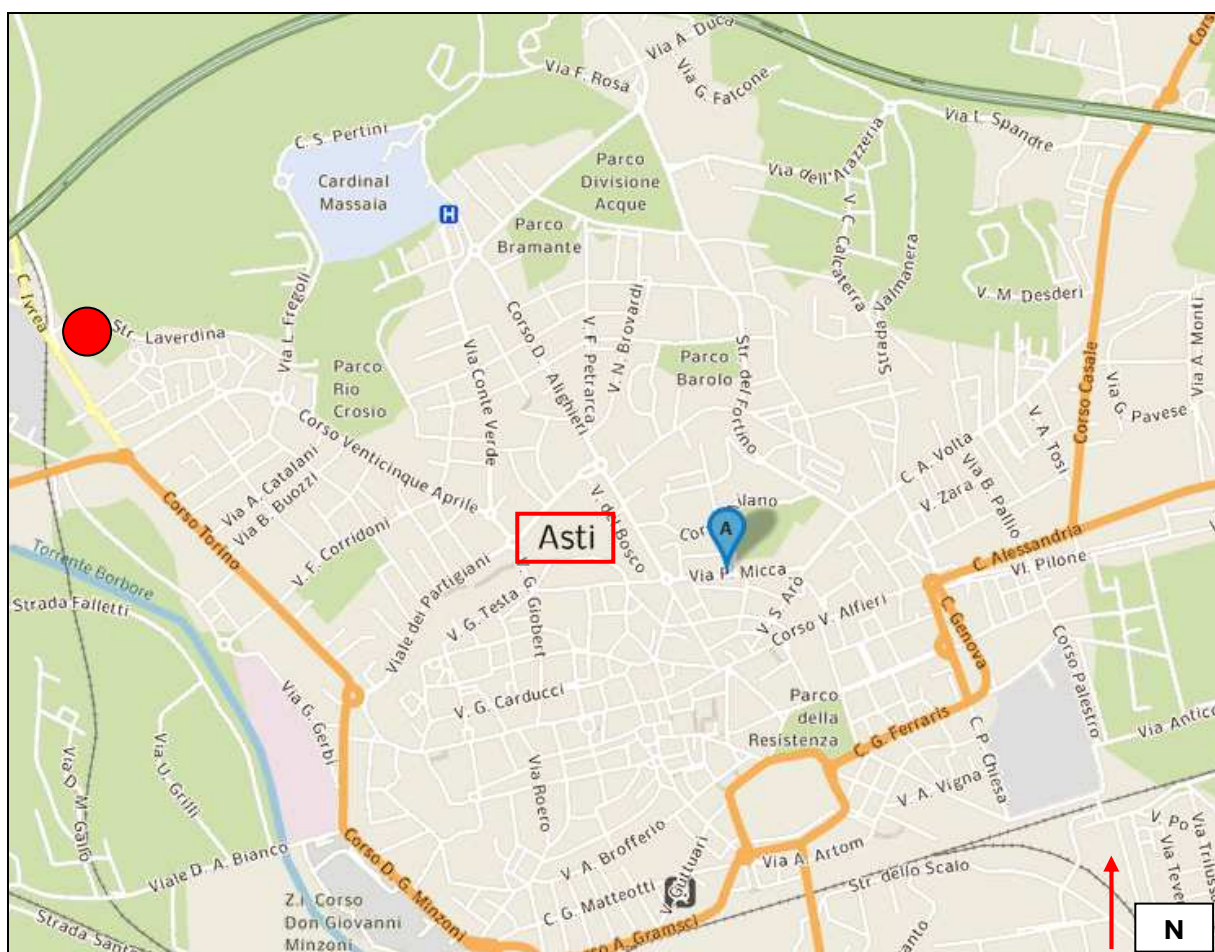 Via A. Duca
Via F. Rosa
Via G. Falcone
Via L. Spandre
C. S. Pertini
Via dell'Arazzeria
Parco
Divisione
Acque
Cardinal
Massaia
H
Parco
Bramante
V. C. Calcaterra
Strada Valmanera
C. Ivrea
V. M. Desderi
Str. Laverdina
Via L. Fregoli
Corso D. Alighieri
V. F. Petrarca
V. N. Brovardi
Via A. Monti
Parco
Rio
Crosio
Via Conte Verde
Parco
Barolo
Str. del Fortino
Corso Casale
Via G. Pavese
V. A. Tosi
Corso Venticinque Aprile
C. A. Volta
Via A. Catalani
Via B. Buozzi
V. Zara
Via B. Pallio
Corso Torino
V. F. Corridoni
Asti
A
C. Alessandria
Torrente Borbore
Via P. Micca
Vl. Pilone
Strada Falletti
Viale dei Partigiani
V. G. Testa
V. G. Giobert
Corso V. Alfieri
C. Genova
Corso Palestro
Via G. Gerbi
V. G. Carducci
Parco
della
Resistenza
C. G. Ferraris
C. P. Chiesa
Via D. M. Gallo
Via U. Grilli
Via Roero
V. A. Vigna
Viale D. A. Bianco
Corso D. G. Minzoni
V. A. Brofferio
Via A. Artom
Via Trilussa
Str. dello Scalo
Z.i. Corso
Don Giovanni
Minzoni
C. G. Matteotti
V. Guttuari
N